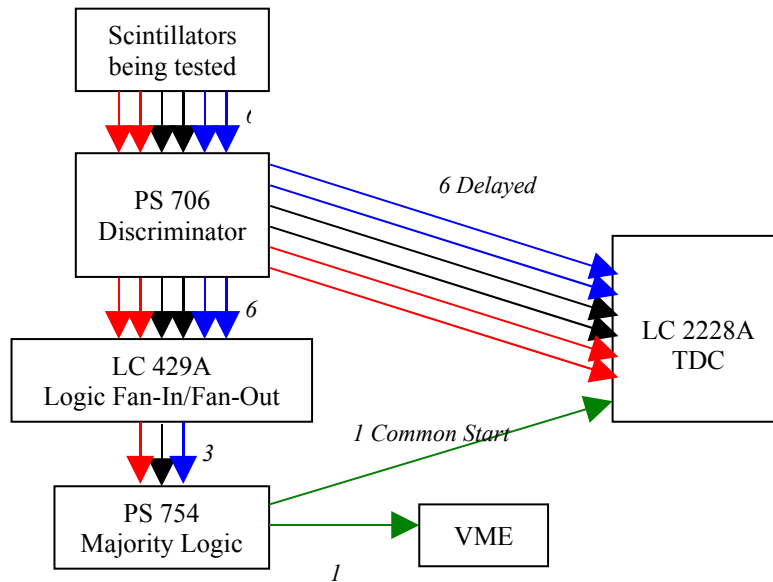 Scintillators
being tested
PS 706
Discriminator
6 Delayed
6
LC 2228A
TDC
LC 429A
Logic Fan-In/Fan-Out
1 Common Start
3
PS 754
Majority Logic
VME
1